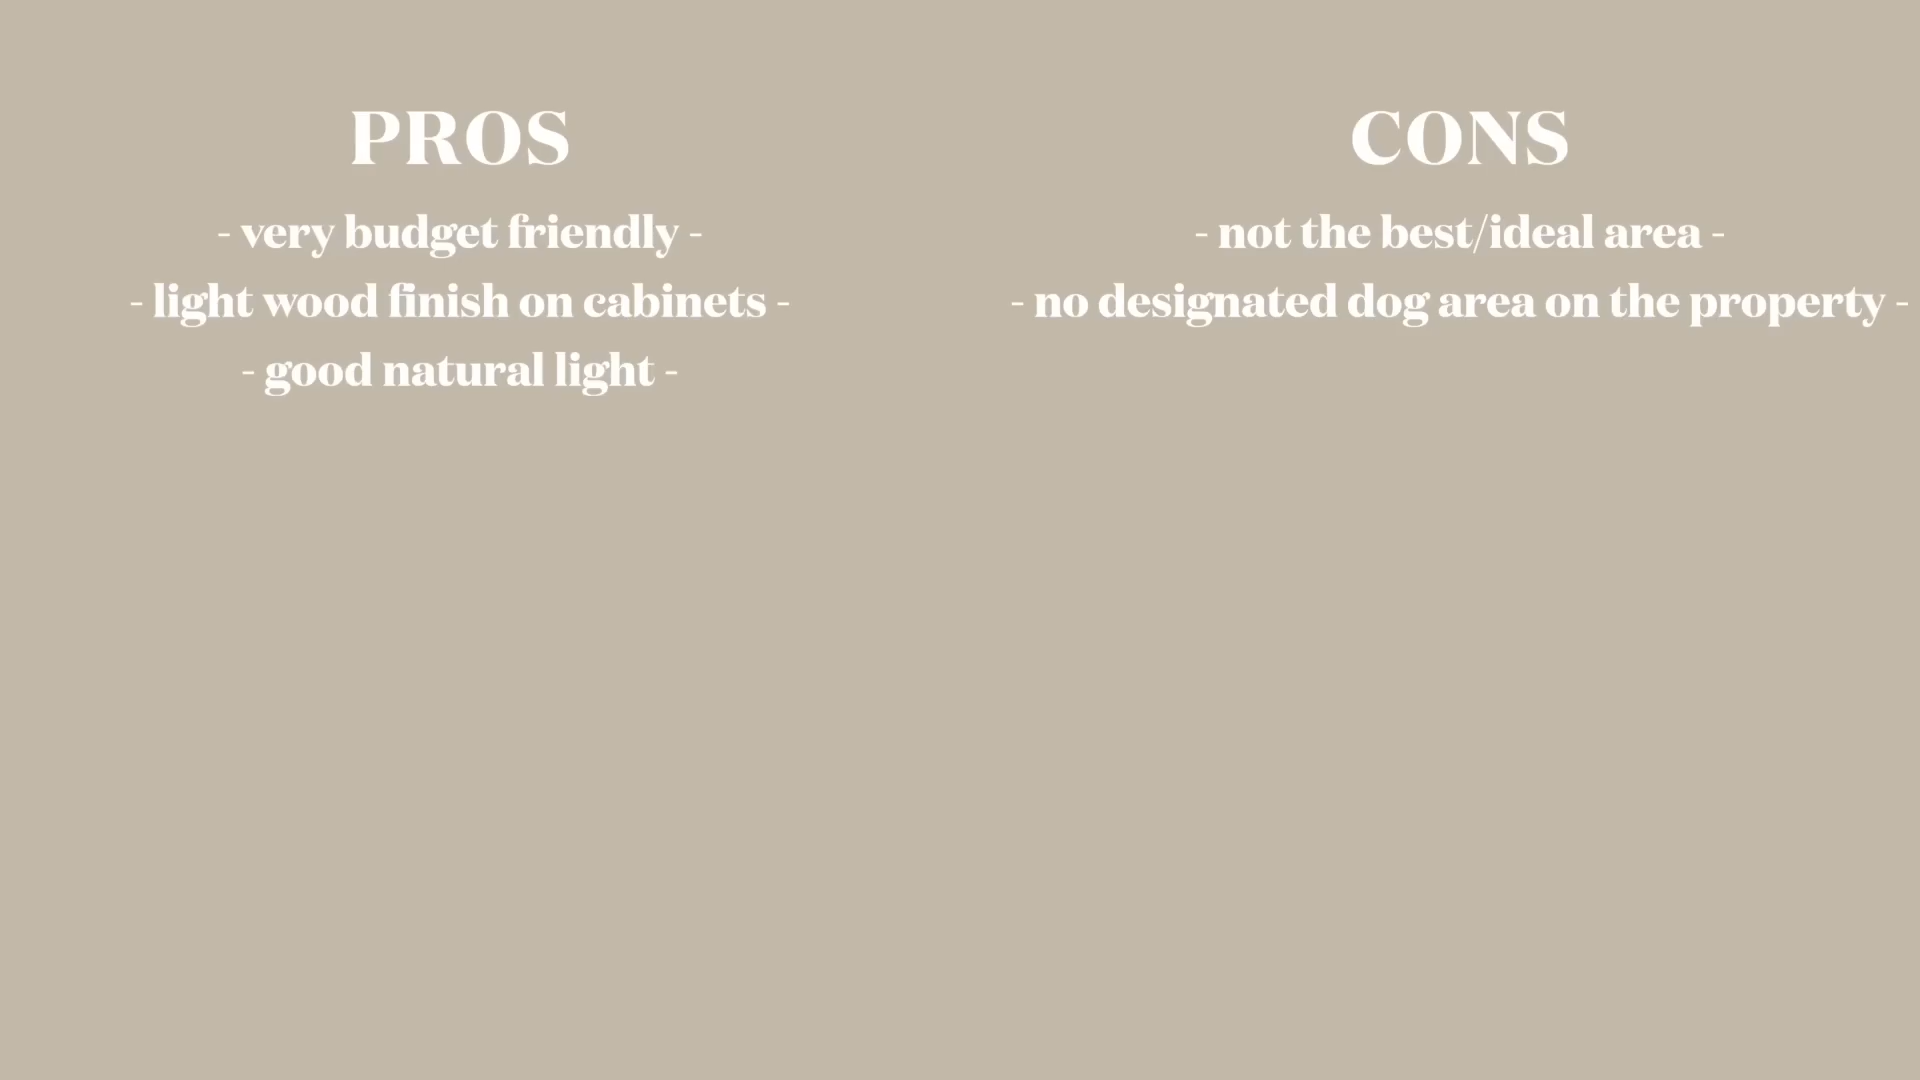 PROS
- very budget friendly -
- light wood finish on cabinets -
- good natural light -
CONS
- not the best/ideal area -
- no designated dog area on the property -